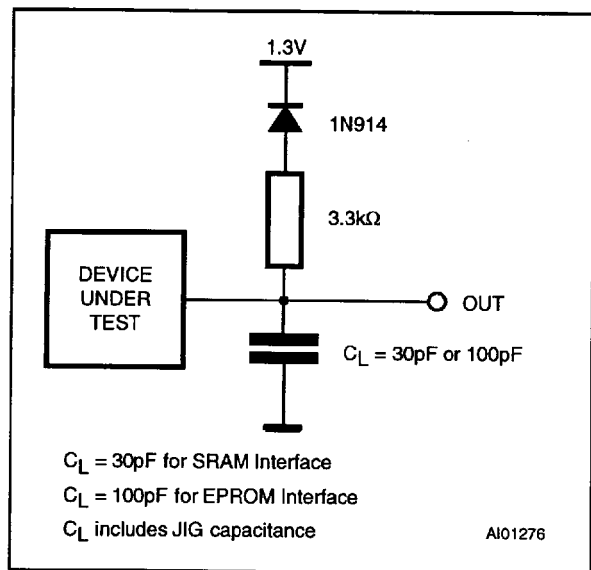 1.3V
1N914
3.3kΩ
DEVICE
UNDER
TEST
OUT
CL = 30pF or 100pF
CL = 30pF for SRAM Interface
CL = 100pF for EPROM Interface
CL includes JIG capacitance
AI01276